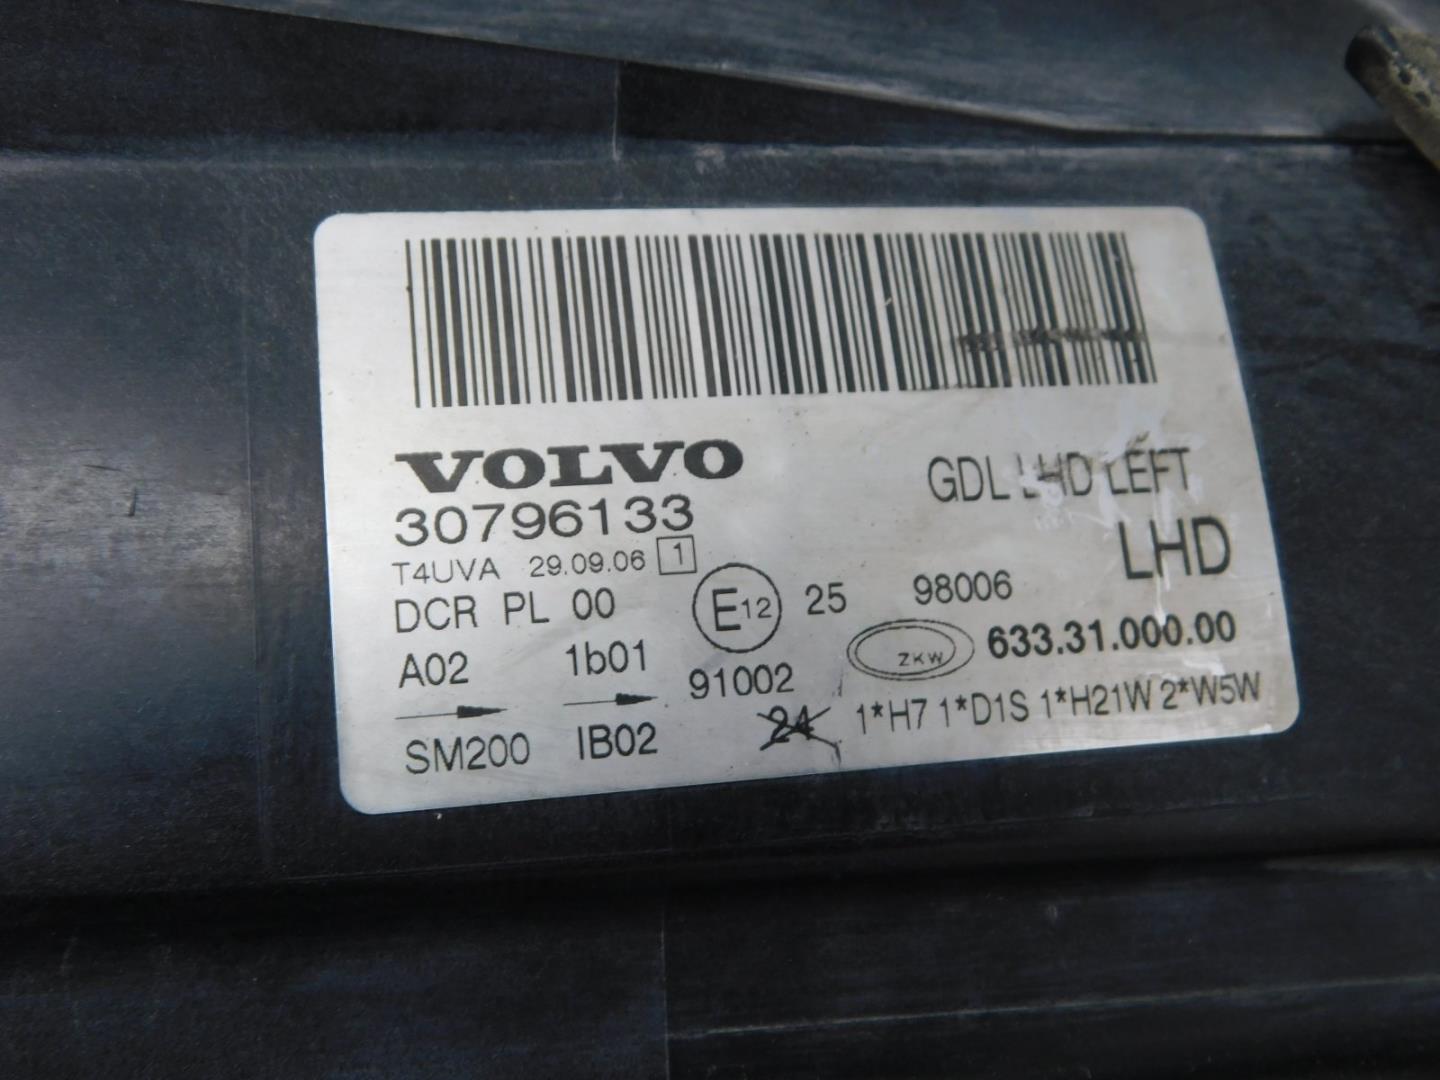 VOLVO GDL LHD LEFT
30796133 LHD
T4UVA 29.09.06 1
DCR PL 00 E12 25 98006
A02 1b01 91002 ZKW 633.31.000.00
SM200 IB02 24 1*H7 1*D1S 1*H21W 2*W5W